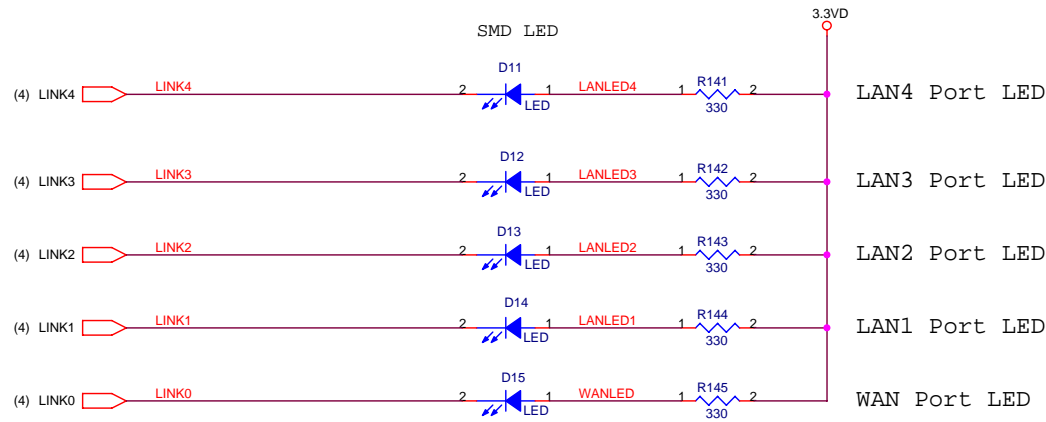 3.3VD
SMD LED
D11
(4) LINK4 LINK4 2 1 LANLED4 1 R141 2 LAN4 Port LED
LED 330
D12
(4) LINK3 LINK3 2 1 LANLED3 1 R142 2 LAN3 Port LED
LED 330
D13
(4) LINK2 LINK2 2 1 LANLED2 1 R143 2 LAN2 Port LED
LED 330
D14
(4) LINK1 LINK1 2 1 LANLED1 1 R144 2 LAN1 Port LED
LED 330
D15
(4) LINK0 LINK0 2 1 WANLED 1 R145 2 WAN Port LED
LED 330